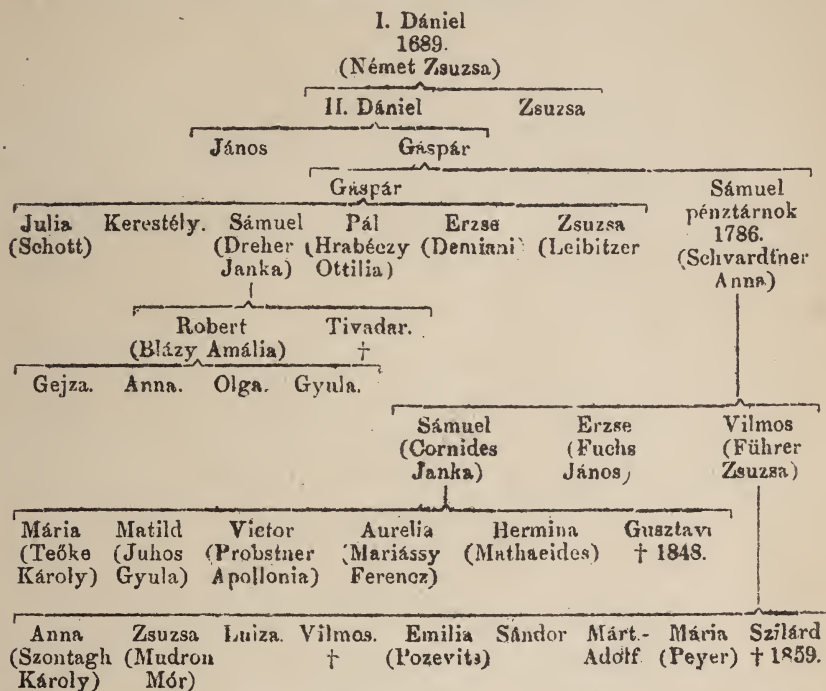 I. Dániel
1689.
(Német Zsuzsa)
II. Dániel Zsuzsa
János Gáspár
Gáspár Sámuel
pénztárnok
1786.
(Schvardtner
Anna)
Julia Kerestély. Sámuel Pál Erzse Zsuzsa
(Schott) (Dreher (Hrabéczy (Demiani) (Leibitzer
Janka) Ottilia)
Robert Tivadar.
(Blázy Amália) †
Gejza. Anna. Olga. Gyula.
Sámuel Erzse Vilmos
(Cornides (Fuchs (Führer
Janka) János) Zsuzsa)
Mária Matild Victor Aurelia Hermina Gusztav
(Teőke (Juhos (Probstner (Mariássy (Mathaeides) † 1848.
Károly) Gyula) Apollonia) Ferencz)
Anna Zsuzsa Luiza. Vilmos. Emilia Sándor Márt.- Mária Szilárd
(Szontagh (Mudron † (Pozevits) Adolf. (Peyer) † 1859.
Károly) Mór)